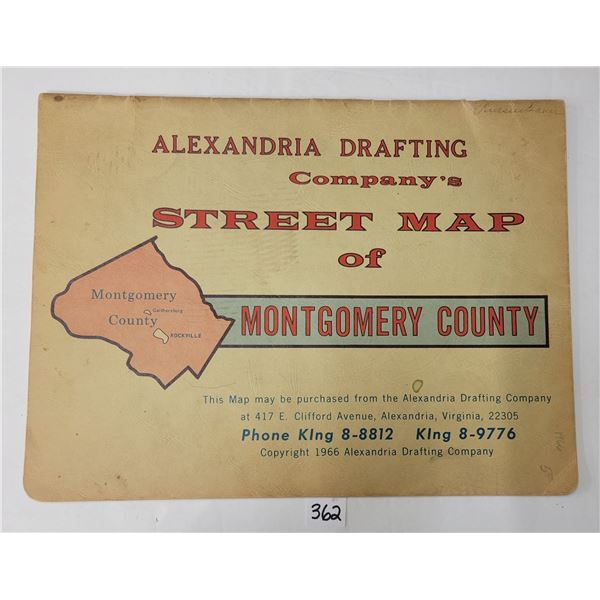 ALEXANDRIA DRAFTING
Company's
STREET MAP
of
MONTGOMERY COUNTY
Montgomery
County
Gaithersburg
ROCKVILLE
This Map may be purchased from the Alexandria Drafting Company
at 417 E. Clifford Avenue, Alexandria, Virginia, 22305
Phone KIng 8-8812 KIng 8-9776
Copyright 1966 Alexandria Drafting Company
362